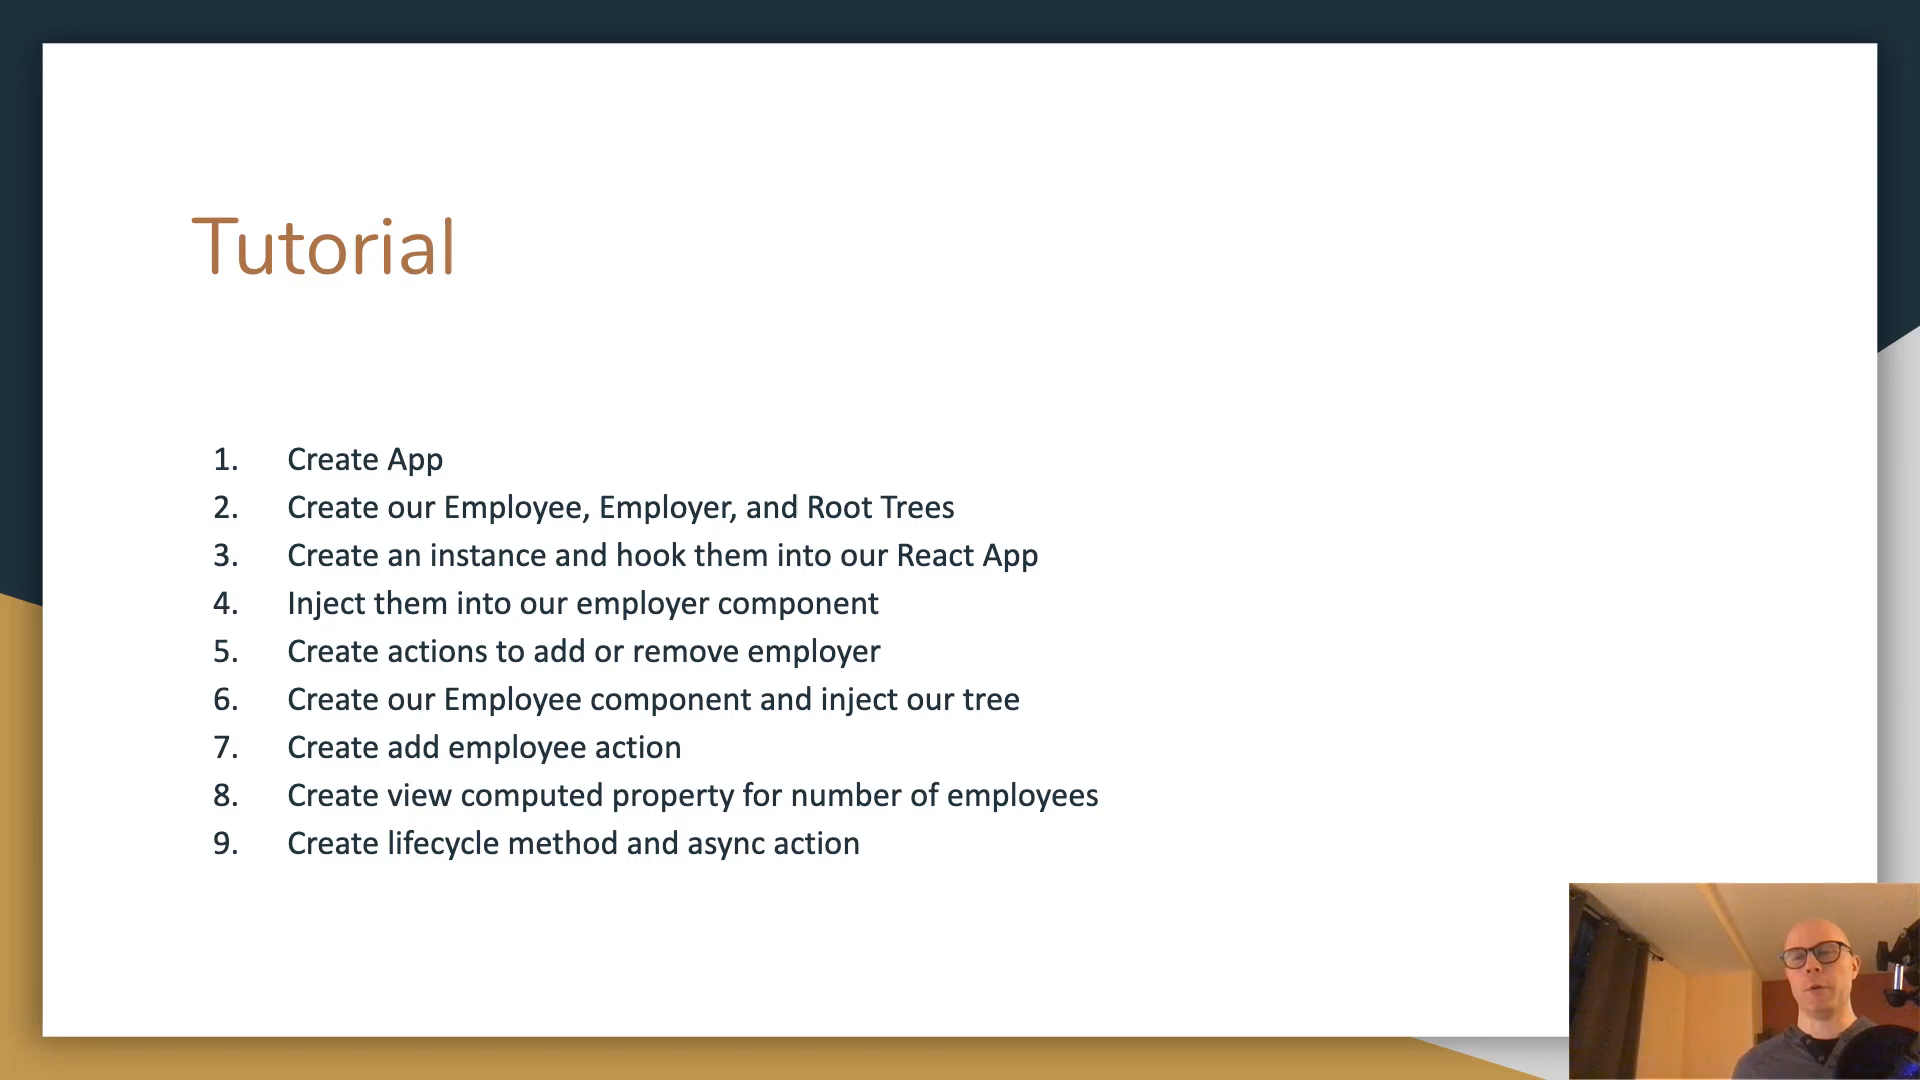 Tutorial
1. Create App
2. Create our Employee, Employer, and Root Trees
3. Create an instance and hook them into our React App
4. Inject them into our employer component
5. Create actions to add or remove employer
6. Create our Employee component and inject our tree
7. Create add employee action
8. Create view computed property for number of employees
9. Create lifecycle method and async action